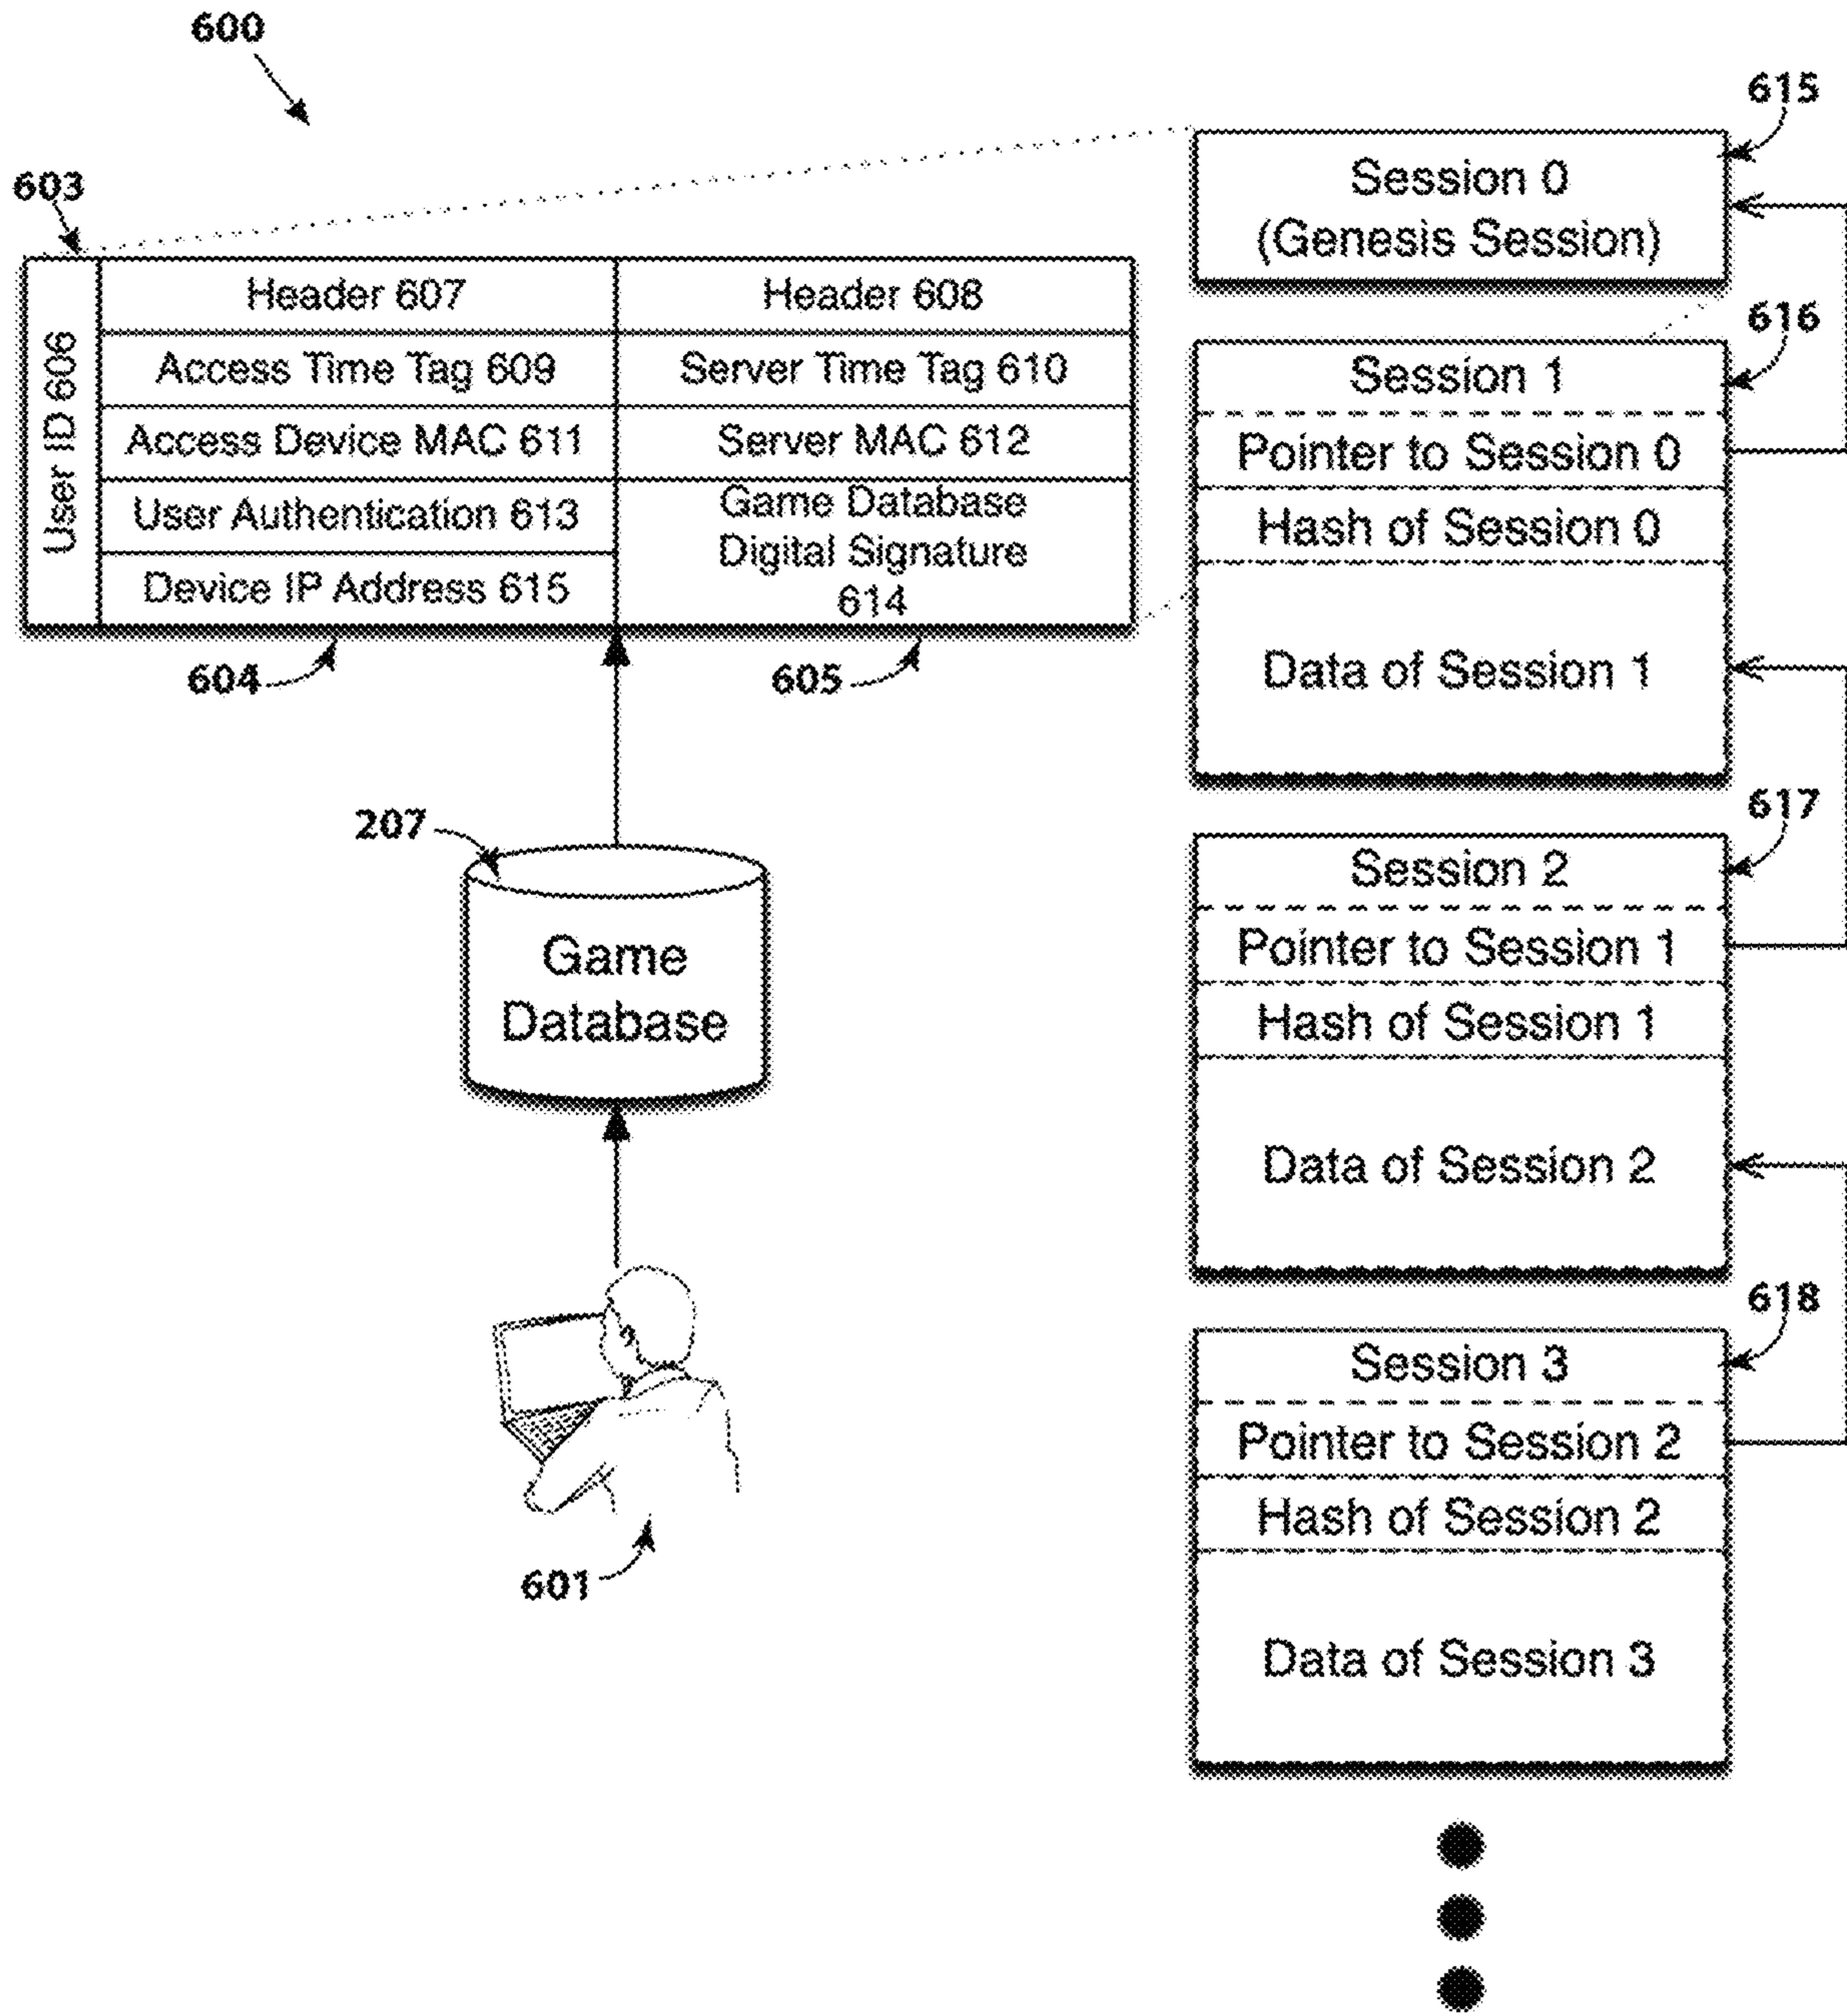 600
603
User ID 606
Header 607
Header 608
Access Time Tag 609
Server Time Tag 610
Access Device MAC 611
Server MAC 612
User Authentication 613
Game Database
Digital Signature
614
Device IP Address 615
604
605
207
Game
Database
601
615
Session 0
(Genesis Session)
616
Session 1
Pointer to Session 0
Hash of Session 0
Data of Session 1
617
Session 2
Pointer to Session 1
Hash of Session 1
Data of Session 2
618
Session 3
Pointer to Session 2
Hash of Session 2
Data of Session 3